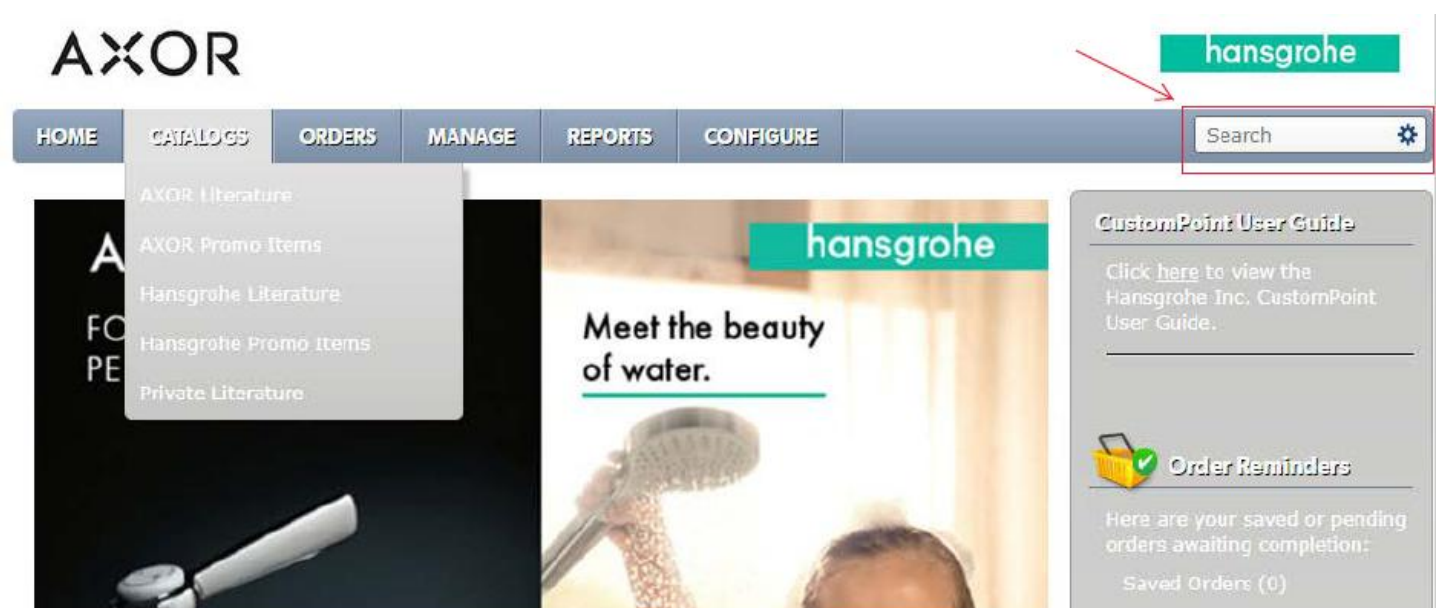 AXOR
hansgrohe
HOME CATALOGS ORDERS MANAGE REPORTS CONFIGURE Search
AXOR Literature
AXOR Promo Items
Hansgrohe Literature
Hansgrohe Promo Items
Private Literature
A
FO
PE
hansgrohe
Meet the beauty
of water.
CustomPoint User Guide
Click here to view the
Hansgrohe Inc. CustomPoint
User Guide.
Order Reminders
Here are your saved or pending
orders awaiting completion:
Saved Orders (0)